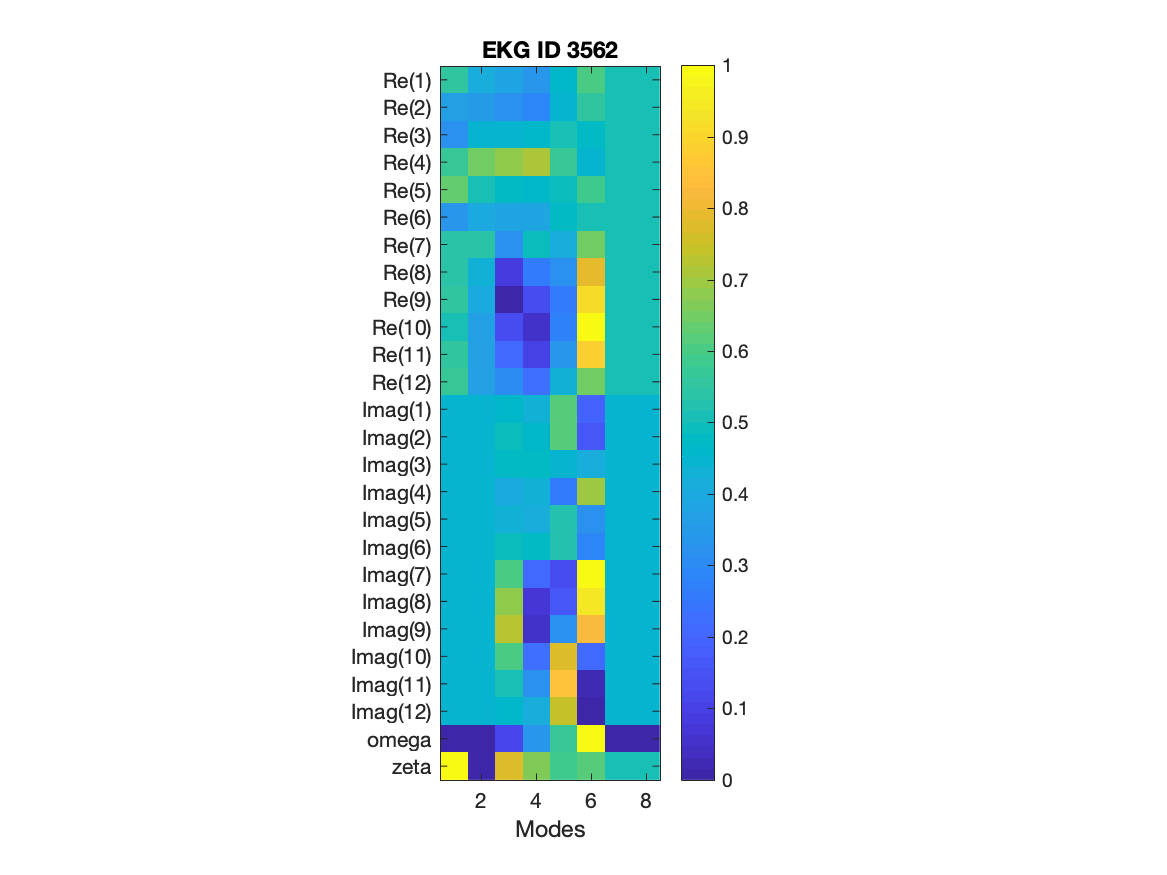 EKG ID 3562
Re(1)
Re(2)
Re(3)
Re(4)
Re(5)
Re(6)
Re(7)
Re(8)
Re(9)
Re(10)
Re(11)
Re(12)
Imag(1)
Imag(2)
Imag(3)
Imag(4)
Imag(5)
Imag(6)
Imag(7)
Imag(8)
Imag(9)
Imag(10)
Imag(11)
Imag(12)
omega
zeta
2 4 6 8
Modes
1
0.9
0.8
0.7
0.6
0.5
0.4
0.3
0.2
0.1
0